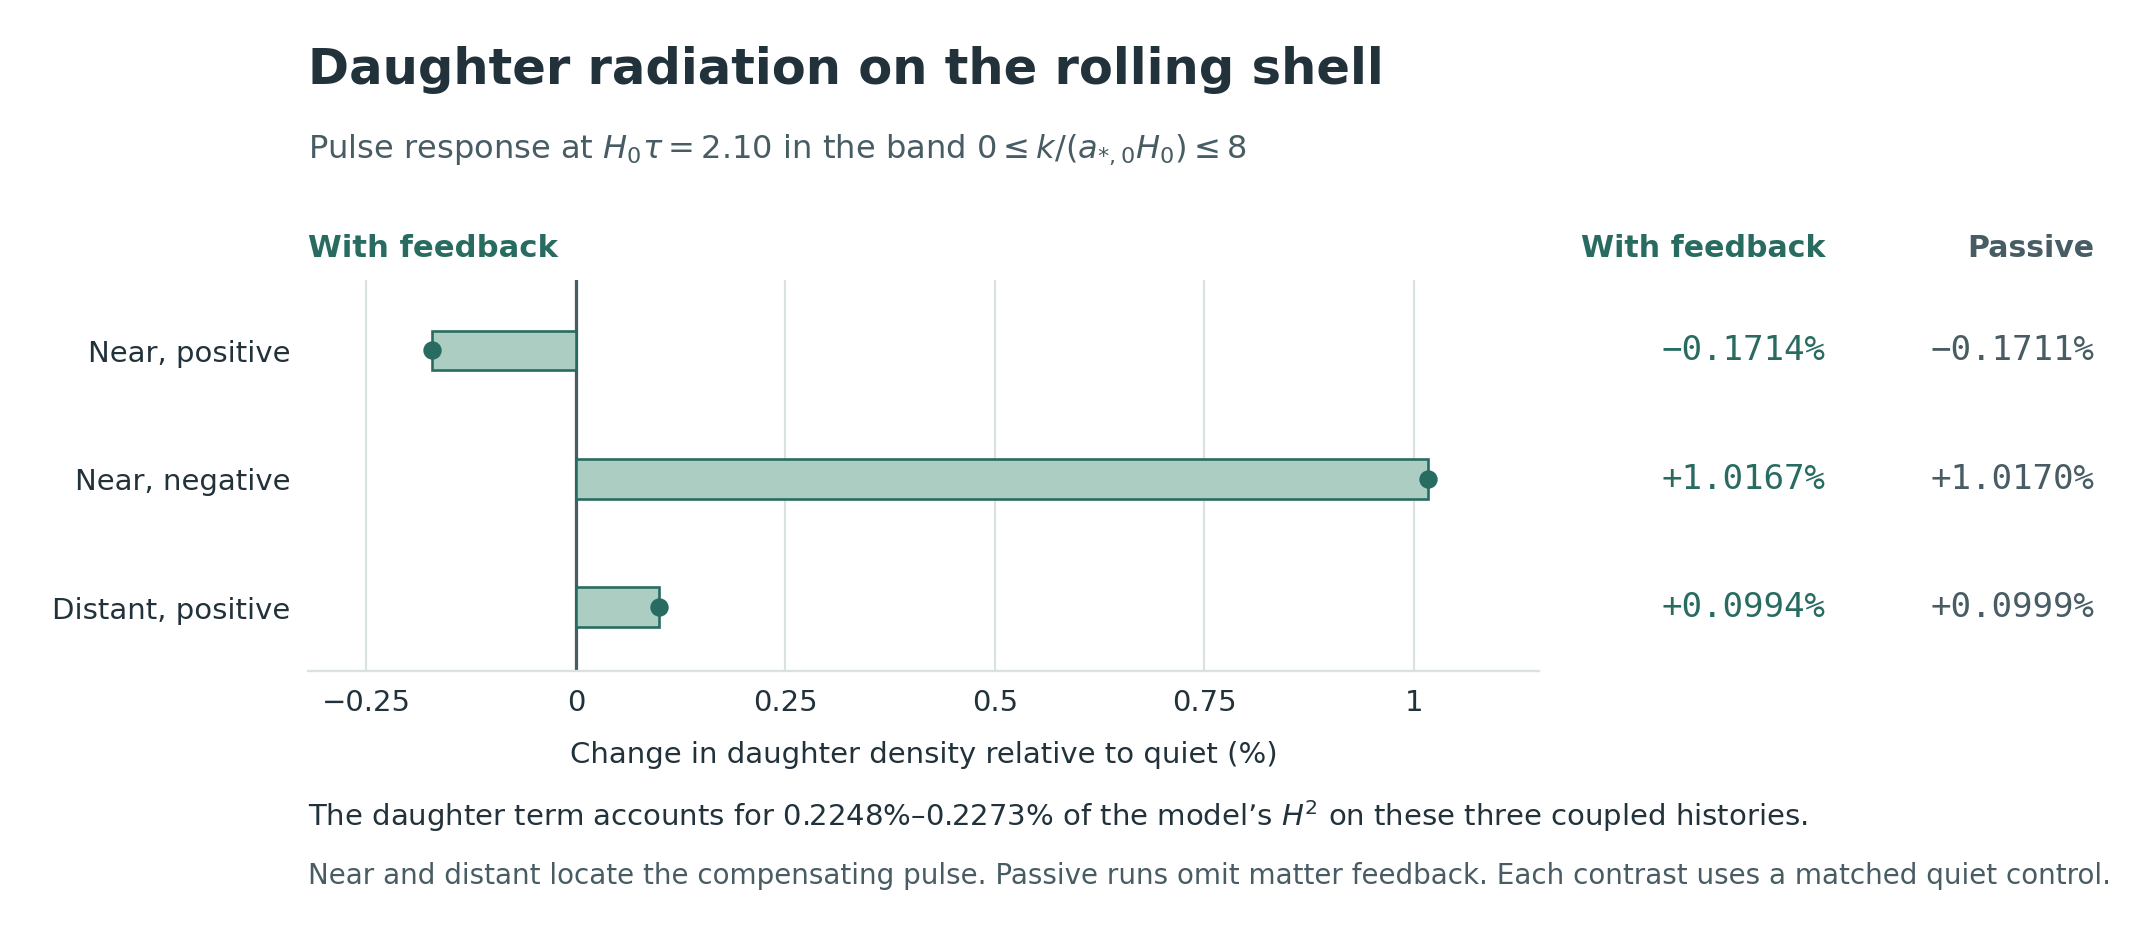 Daughter radiation on the rolling shell
Pulse response at H₀τ = 2.10 in the band 0 ≤ k/(a∗,₀H₀) ≤ 8
With feedback
With feedback Passive
Near, positive −0.1714% −0.1711%
Near, negative +1.0167% +1.0170%
Distant, positive +0.0994% +0.0999%
−0.25 0 0.25 0.5 0.75 1
Change in daughter density relative to quiet (%)
The daughter term accounts for 0.2248%–0.2273% of the model’s H² on these three coupled histories.
Near and distant locate the compensating pulse. Passive runs omit matter feedback. Each contrast uses a matched quiet control.